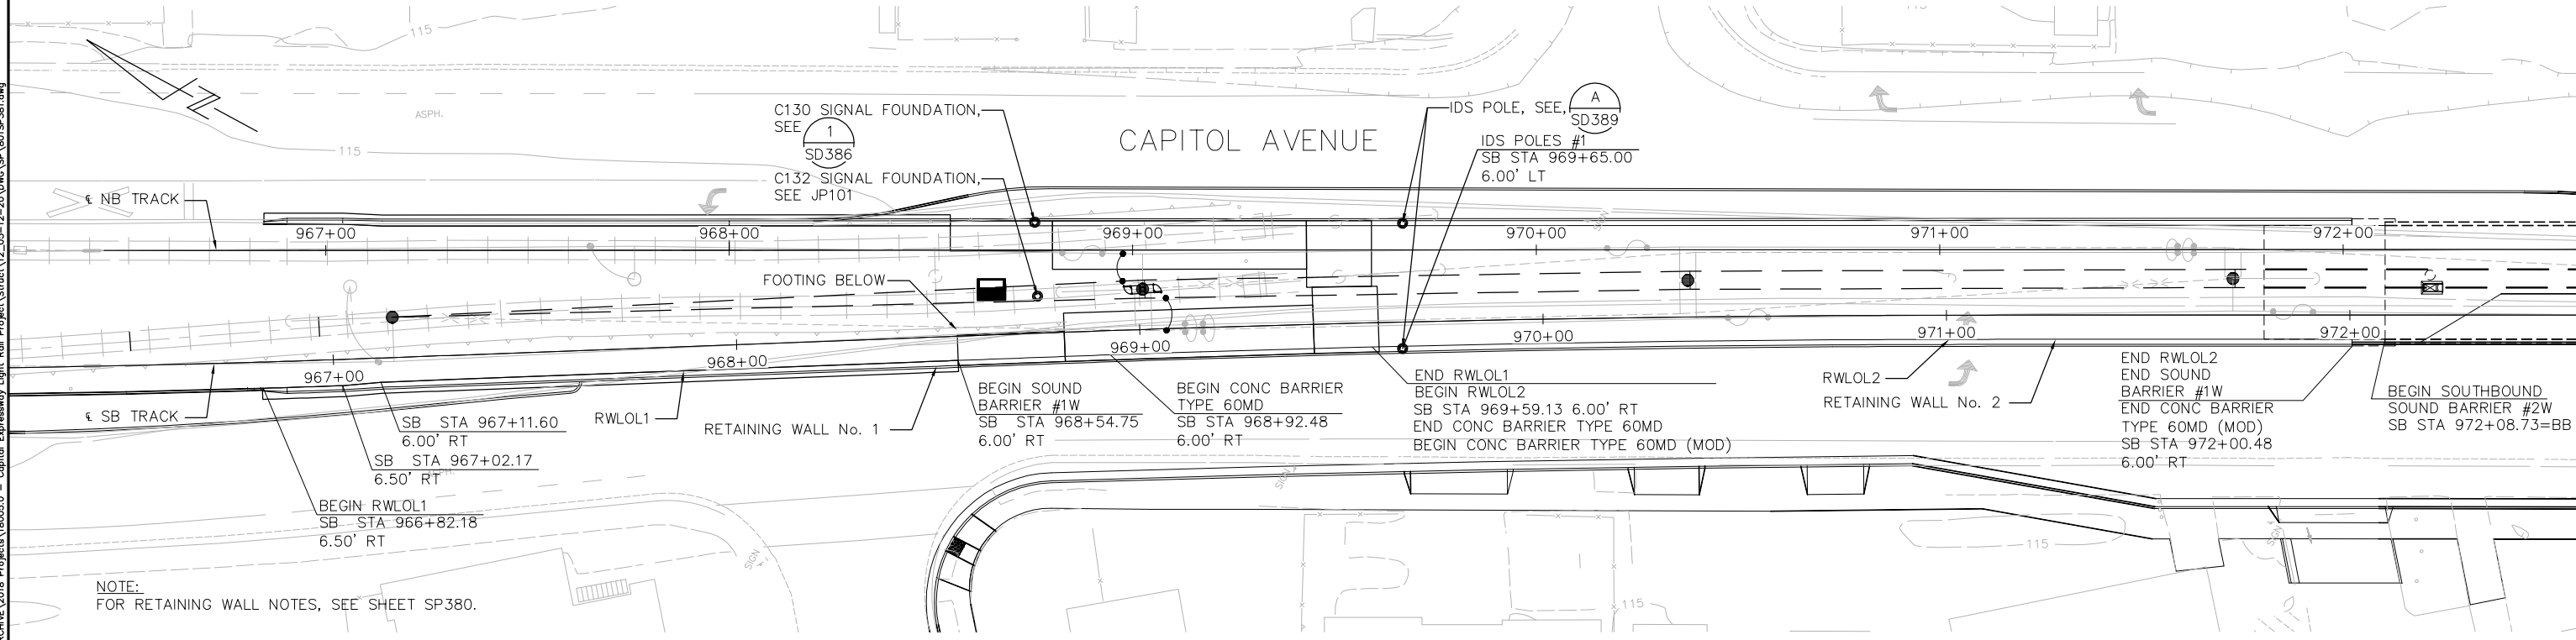 115
115
ASPH.
115
C130 SIGNAL FOUNDATION,
SEE
1
SD386
C132 SIGNAL FOUNDATION,
SEE JP101
CAPITOL AVENUE
IDS POLE, SEE,
A
SD389
IDS POLES #1
SB STA 969+65.00
6.00' LT
℄ NB TRACK
SIGN
967+00
968+00
969+00
970+00
971+00
972+00
FOOTING BELOW
967+00
968+00
969+00
970+00
971+00
972+00
℄ SB TRACK
SB STA 967+11.60
6.00' RT
SB STA 967+02.17
6.50' RT
BEGIN RWLOL1
SB STA 966+82.18
6.50' RT
RWLOL1
RETAINING WALL No. 1
BEGIN SOUND
BARRIER #1W
SB STA 968+54.75
6.00' RT
BEGIN CONC BARRIER
TYPE 60MD
SB STA 968+92.48
6.00' RT
END RWLOL1
BEGIN RWLOL2
SB STA 969+59.13 6.00' RT
END CONC BARRIER TYPE 60MD
BEGIN CONC BARRIER TYPE 60MD (MOD)
RWLOL2
RETAINING WALL No. 2
END RWLOL2
END SOUND
BARRIER #1W
END CONC BARRIER
TYPE 60MD (MOD)
SB STA 972+00.48
6.00' RT
BEGIN SOUTHBOUND
SOUND BARRIER #2W
SB STA 972+08.73=BB
SIGN
SIGN
SIGN
115
115
NOTE:
FOR RETAINING WALL NOTES, SEE SHEET SP380.